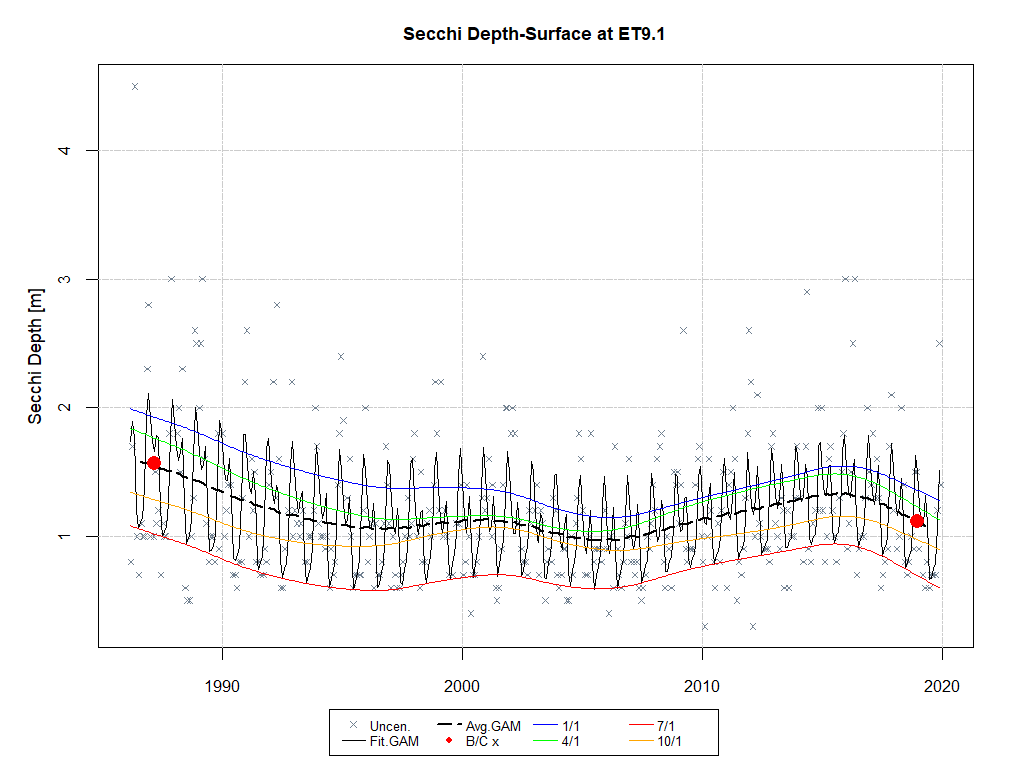 Secchi Depth-Surface at ET9.1
Secchi Depth [m]
4
3
2
1
1990 2000 2010 2020
Uncen. Avg.GAM 1/1 7/1
Fit.GAM B/C x 4/1 10/1